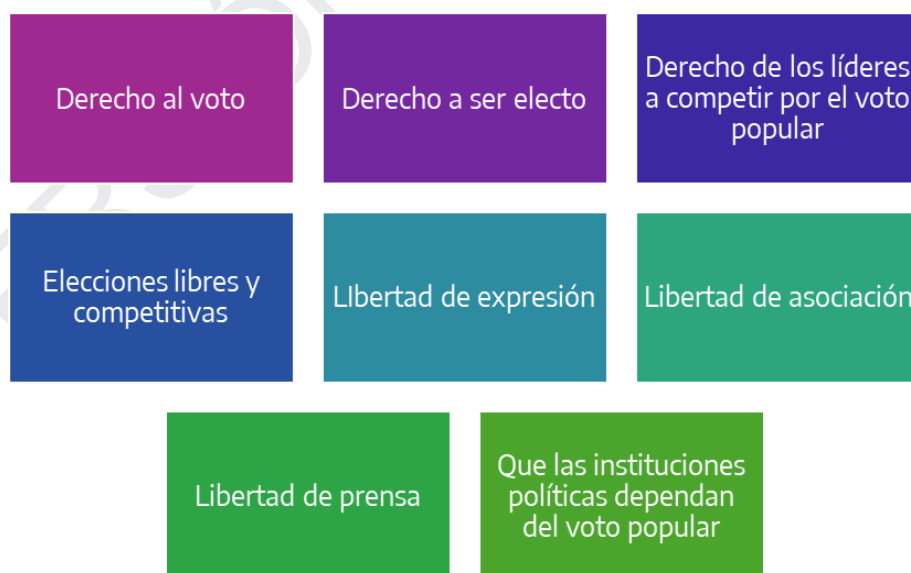 Derecho al voto
Derecho a ser electo
Derecho de los líderes
a competir por el voto
popular
Elecciones libres y
competitivas
LIbertad de expresión
Libertad de asociación
Libertad de prensa
Que las instituciones
políticas dependan
del voto popular